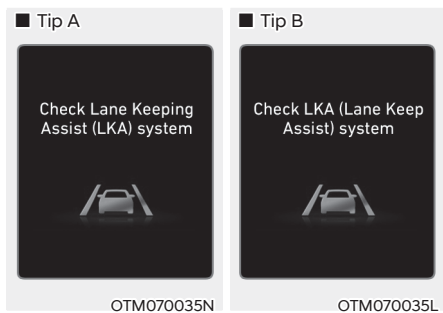 ■ Tip A
Check Lane Keeping
Assist (LKA) system
OTM070035N
■ Tip B
Check LKA (Lane Keep
Assist) system
OTM070035L